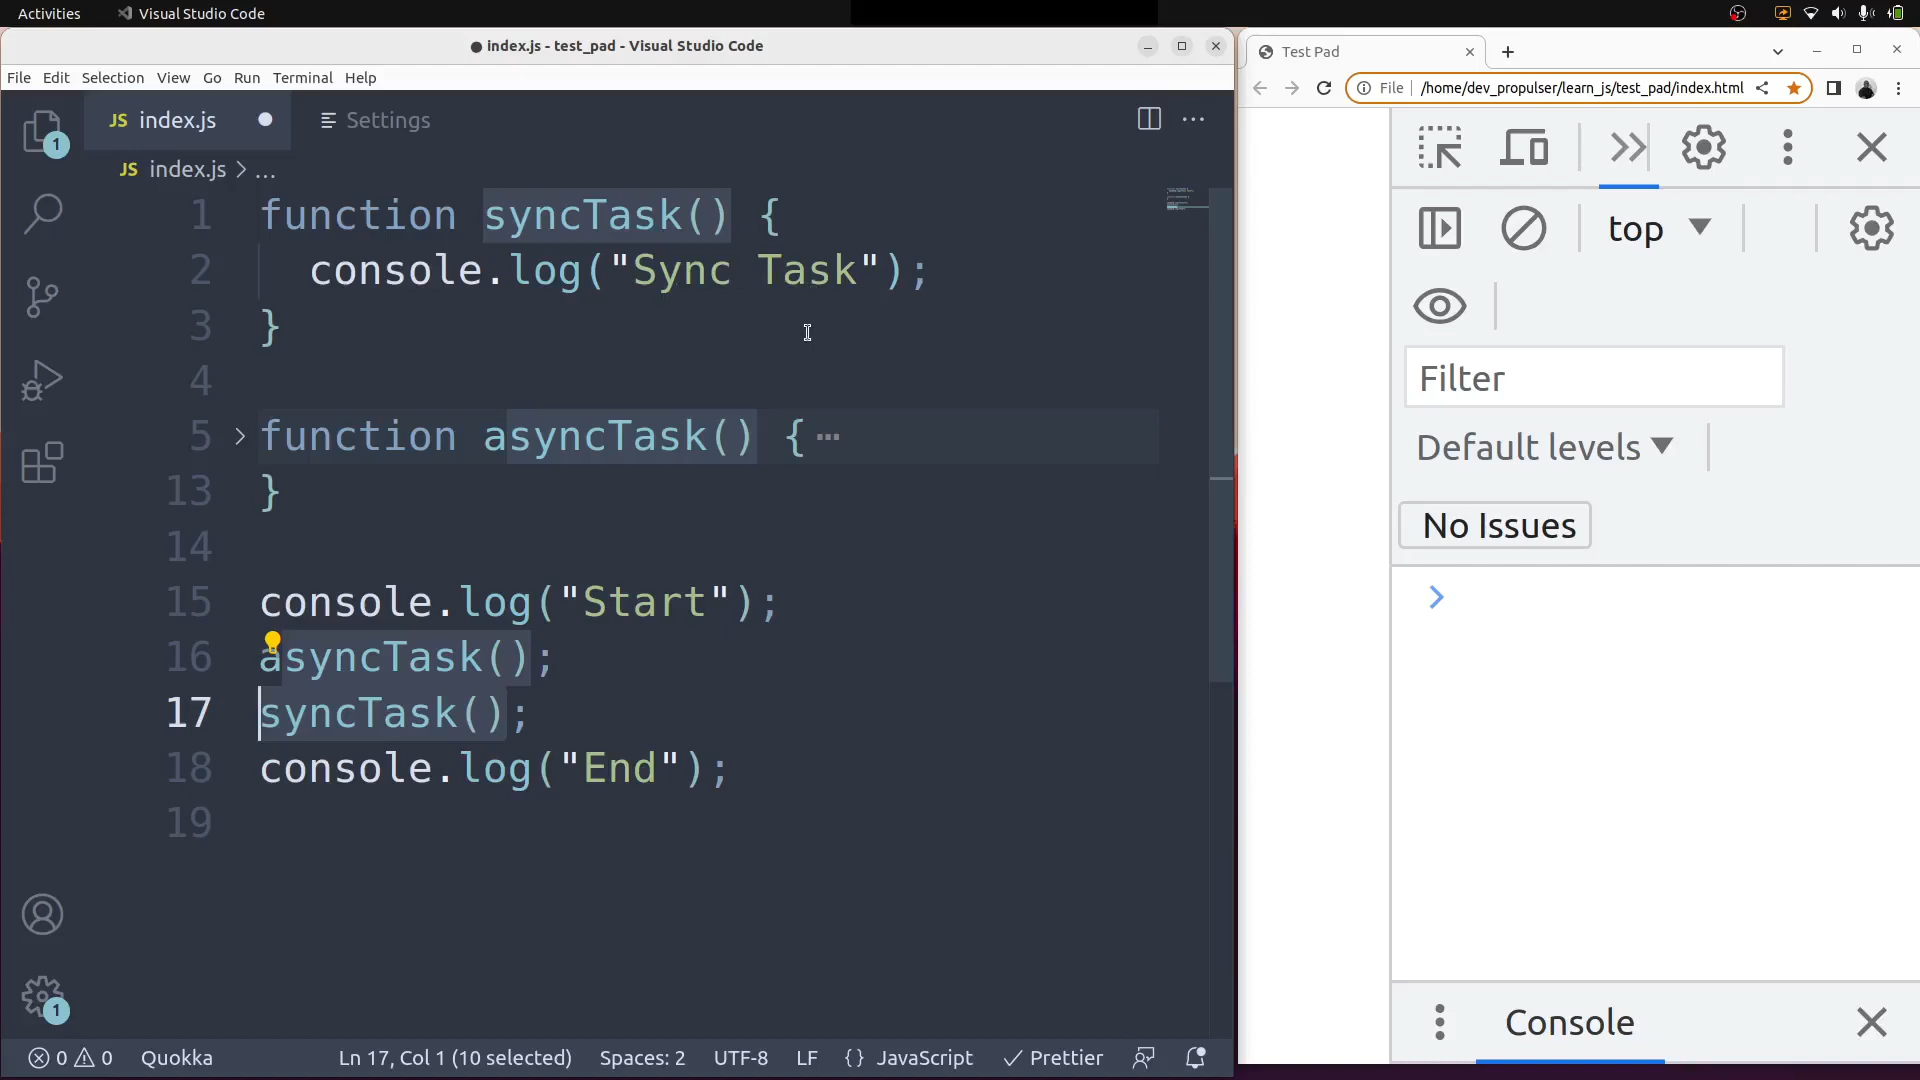 Activities
Visual Studio Code
index.js - test_pad - Visual Studio Code
File Edit Selection View Go Run Terminal Help
JS index.js
Settings
JS index.js > ...
1 function syncTask() {
2 console.log("Sync Task");
3 }
4
5 function asyncTask() {
13 }
14
15 console.log("Start");
16 asyncTask();
17 syncTask();
18 console.log("End");
19
1
1
0 0 Quokka Ln 17, Col 1 (10 selected) Spaces: 2 UTF-8 LF {} JavaScript Prettier
Test Pad
File /home/dev_propulser/learn_js/test_pad/index.html
top
Filter
Default levels
No Issues
Console